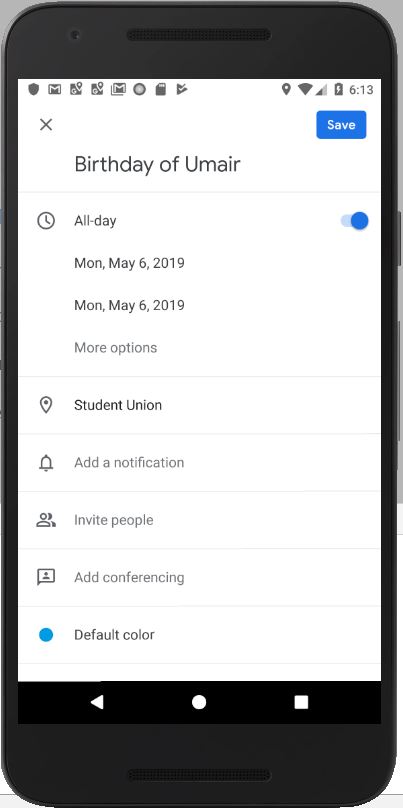 6:13
Save
Birthday of Umair
All-day
Mon, May 6, 2019
Mon, May 6, 2019
More options
Student Union
Add a notification
Invite people
Add conferencing
Default color